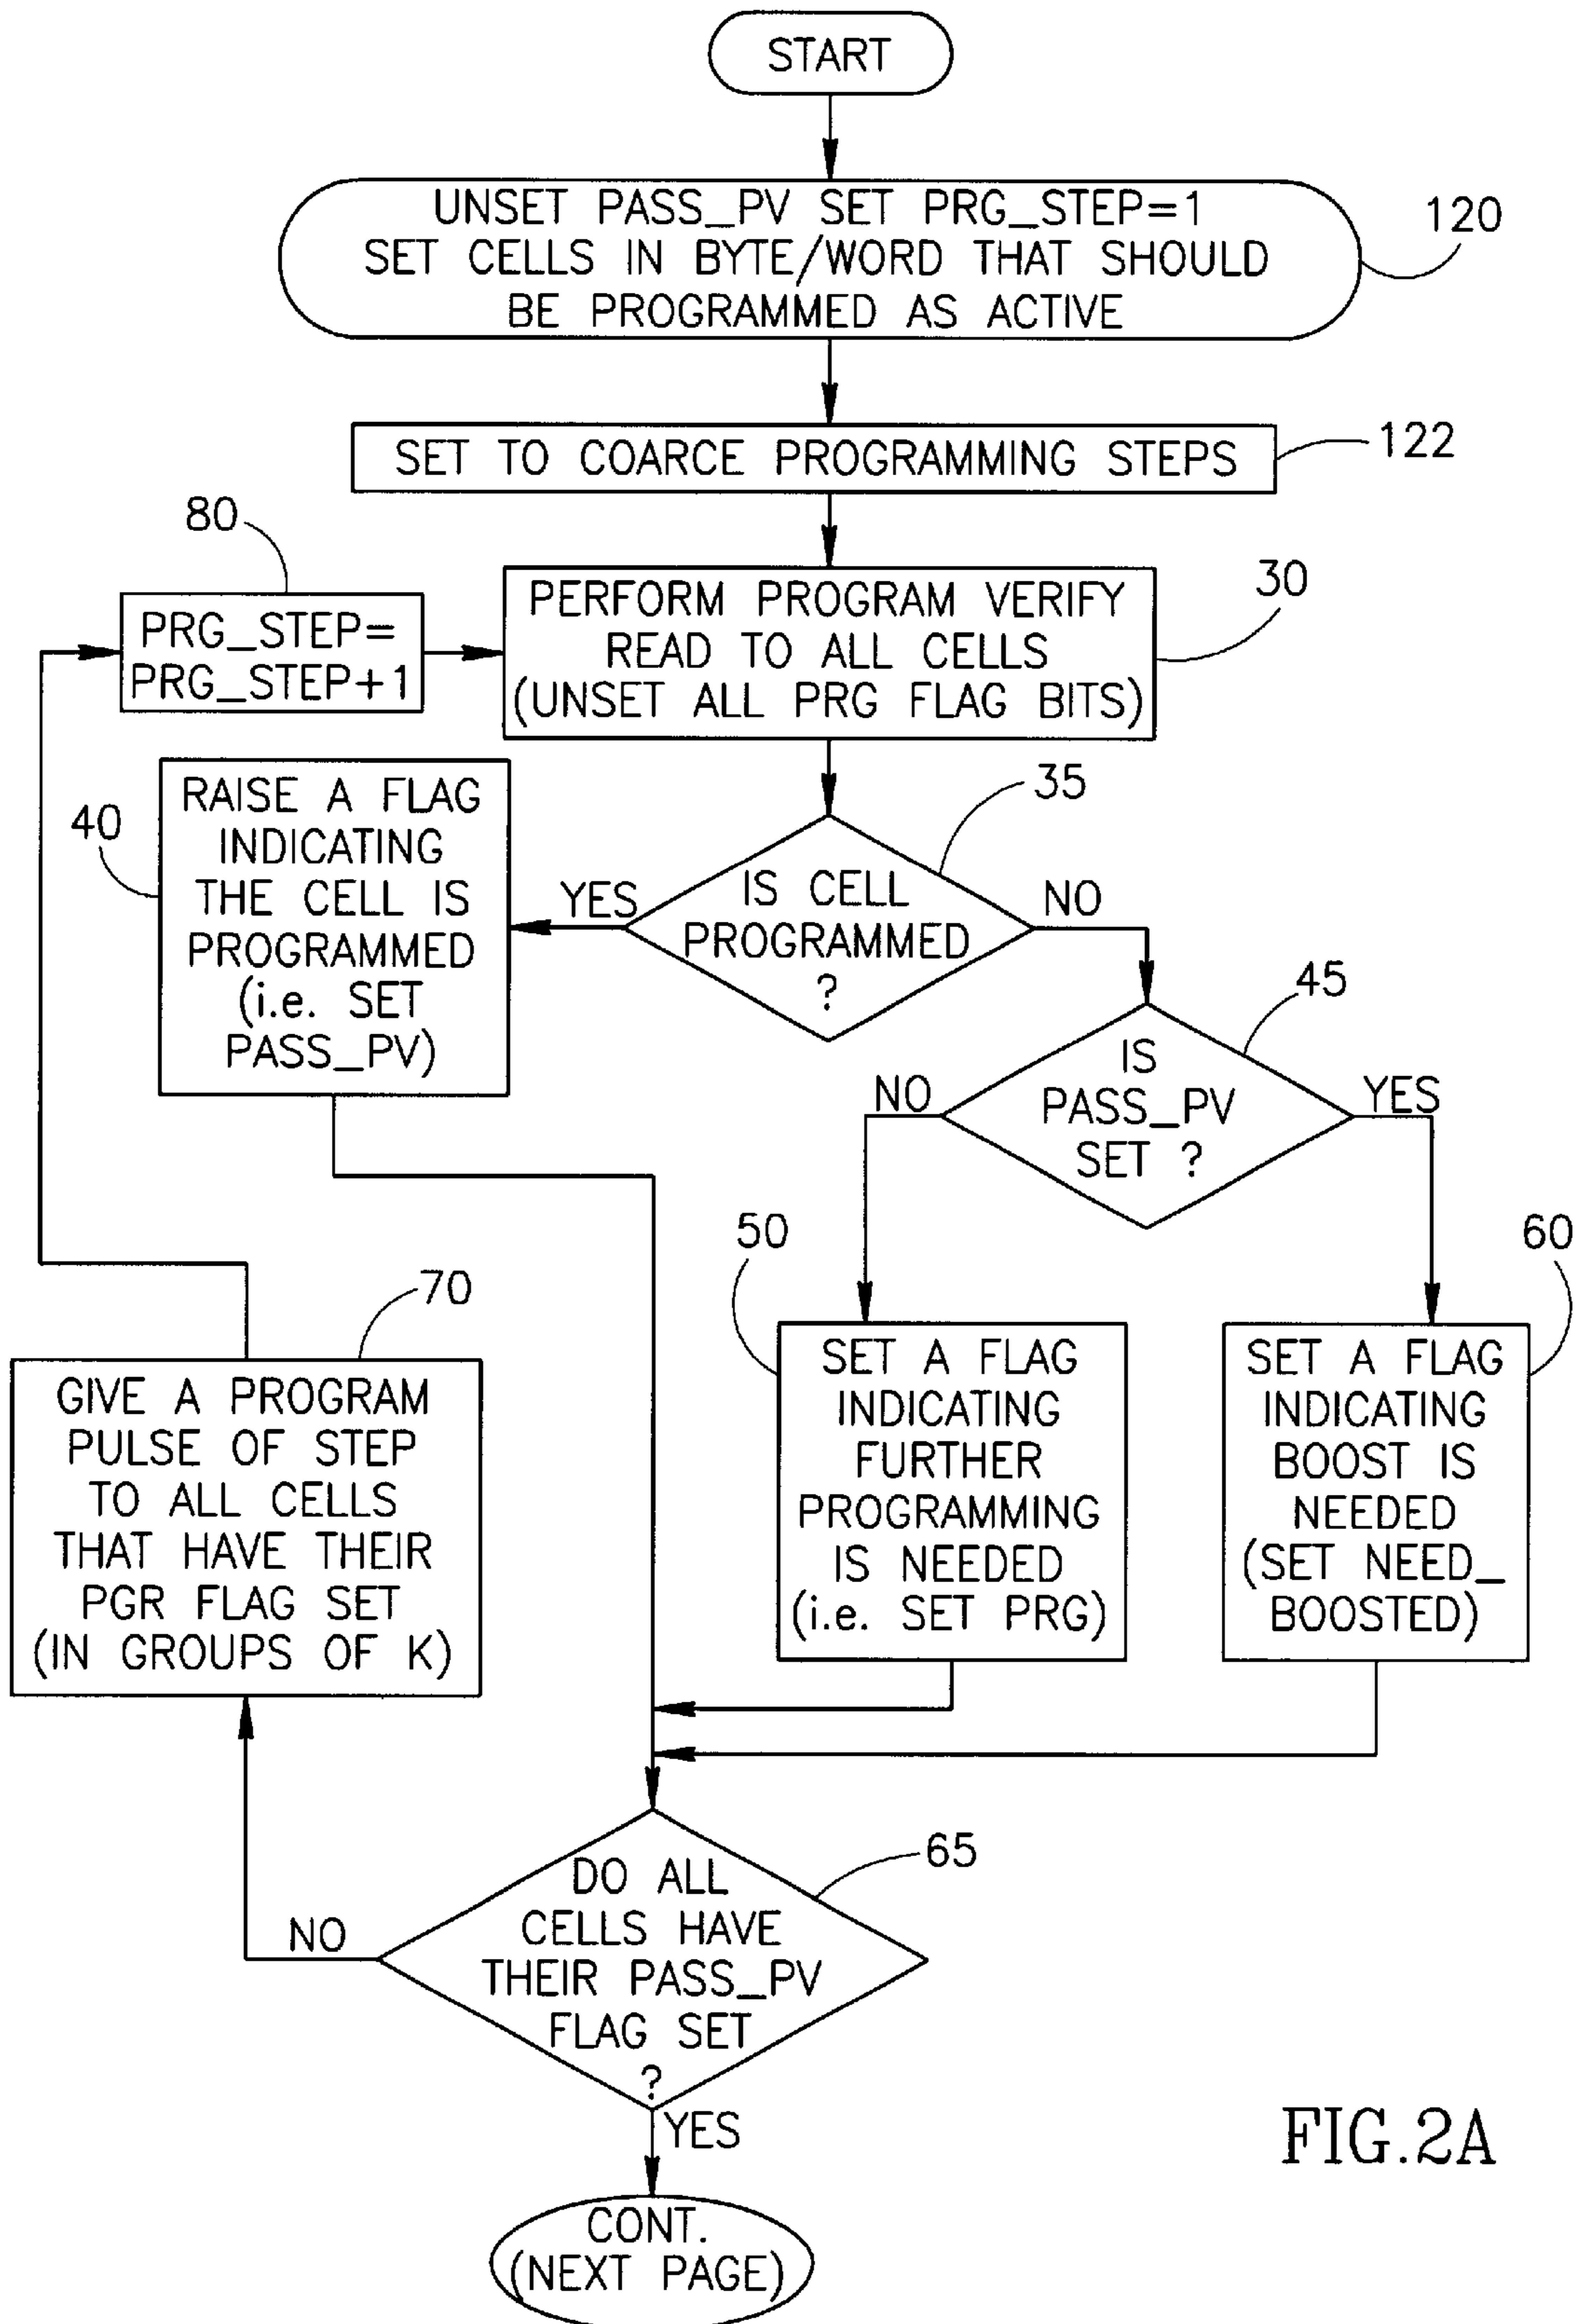 START
UNSET PASS_PV SET PRG_STEP=1
SET CELLS IN BYTE/WORD THAT SHOULD
BE PROGRAMMED AS ACTIVE
120
SET TO COARCE PROGRAMMING STEPS
122
80
PRG_STEP=
PRG_STEP+1
PERFORM PROGRAM VERIFY
READ TO ALL CELLS
(UNSET ALL PRG FLAG BITS)
30
RAISE A FLAG
INDICATING
THE CELL IS
PROGRAMMED
(i.e. SET
PASS_PV)
40
YES
IS CELL
PROGRAMMED
?
35
NO
IS
PASS_PV
SET ?
45
NO
YES
50
SET A FLAG
INDICATING
FURTHER
PROGRAMMING
IS NEEDED
(i.e. SET PRG)
60
SET A FLAG
INDICATING
BOOST IS
NEEDED
(SET NEED_
BOOSTED)
70
GIVE A PROGRAM
PULSE OF STEP
TO ALL CELLS
THAT HAVE THEIR
PGR FLAG SET
(IN GROUPS OF K)
65
DO ALL
CELLS HAVE
THEIR PASS_PV
FLAG SET
?
NO
YES
CONT.
(NEXT PAGE)
FIG.2A